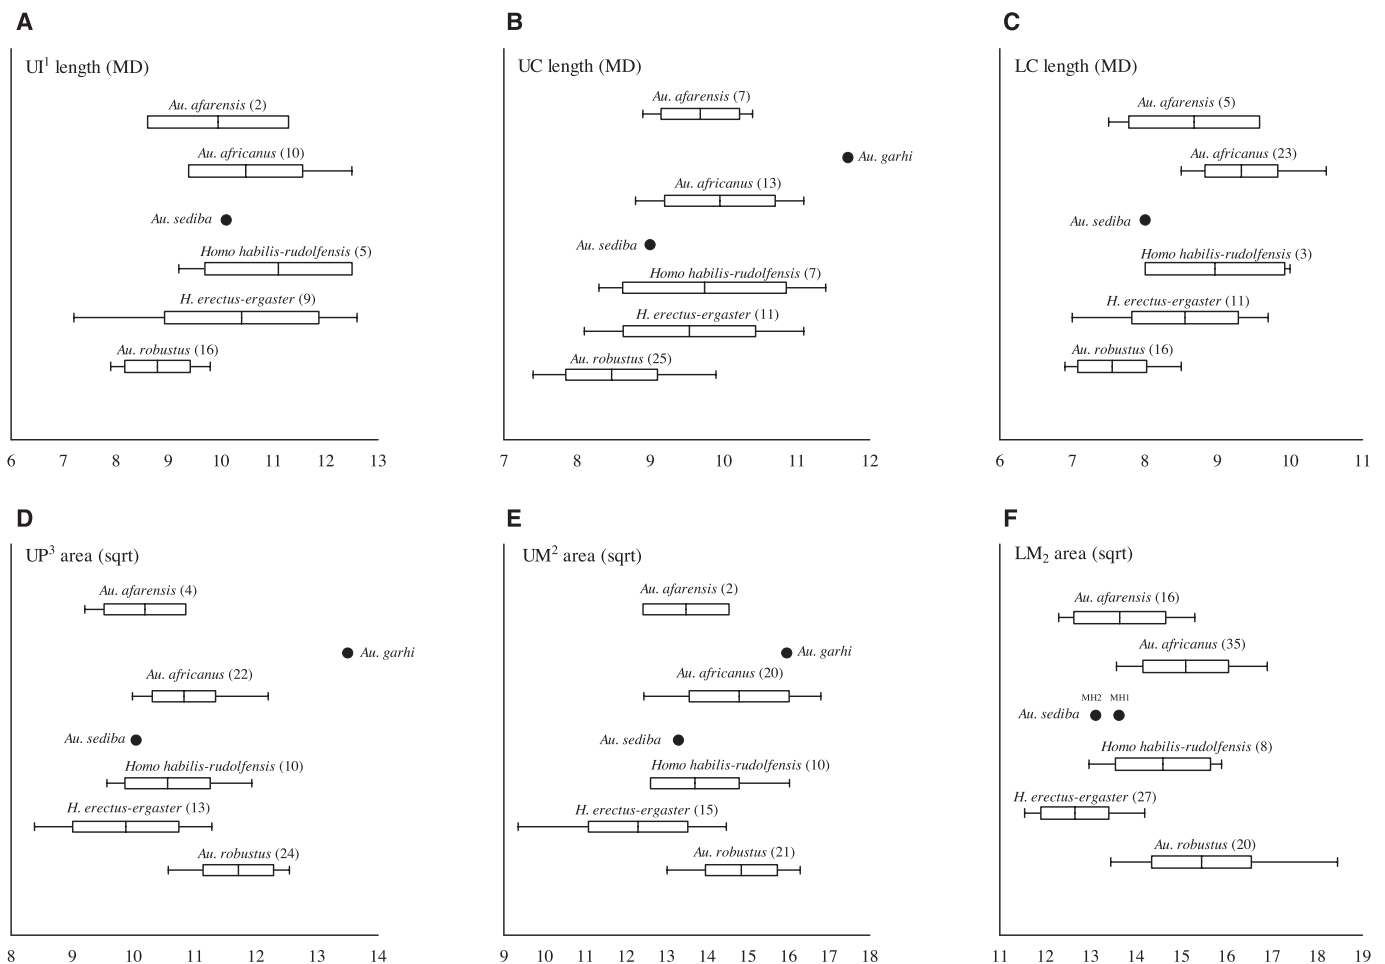 A
UI¹ length (MD)
Au. afarensis (2)
Au. africanus (10)
Au. sediba
Homo habilis-rudolfensis (5)
H. erectus-ergaster (9)
Au. robustus (16)
6 7 8 9 10 11 12 13
B
UC length (MD)
Au. afarensis (7)
Au. garhi
Au. africanus (13)
Au. sediba
Homo habilis-rudolfensis (7)
H. erectus-ergaster (11)
Au. robustus (25)
7 8 9 10 11 12
C
LC length (MD)
Au. afarensis (5)
Au. africanus (23)
Au. sediba
Homo habilis-rudolfensis (3)
H. erectus-ergaster (11)
Au. robustus (16)
6 7 8 9 10 11
D
UP³ area (sqrt)
Au. afarensis (4)
Au. garhi
Au. africanus (22)
Au. sediba
Homo habilis-rudolfensis (10)
H. erectus-ergaster (13)
Au. robustus (24)
8 9 10 11 12 13 14
E
UM² area (sqrt)
Au. afarensis (2)
Au. garhi
Au. africanus (20)
Au. sediba
Homo habilis-rudolfensis (10)
H. erectus-ergaster (15)
Au. robustus (21)
9 10 11 12 13 14 15 16 17 18
F
LM₂ area (sqrt)
Au. afarensis (16)
Au. africanus (35)
MH2 MH1
Au. sediba
Homo habilis-rudolfensis (8)
H. erectus-ergaster (27)
Au. robustus (20)
11 12 13 14 15 16 17 18 19